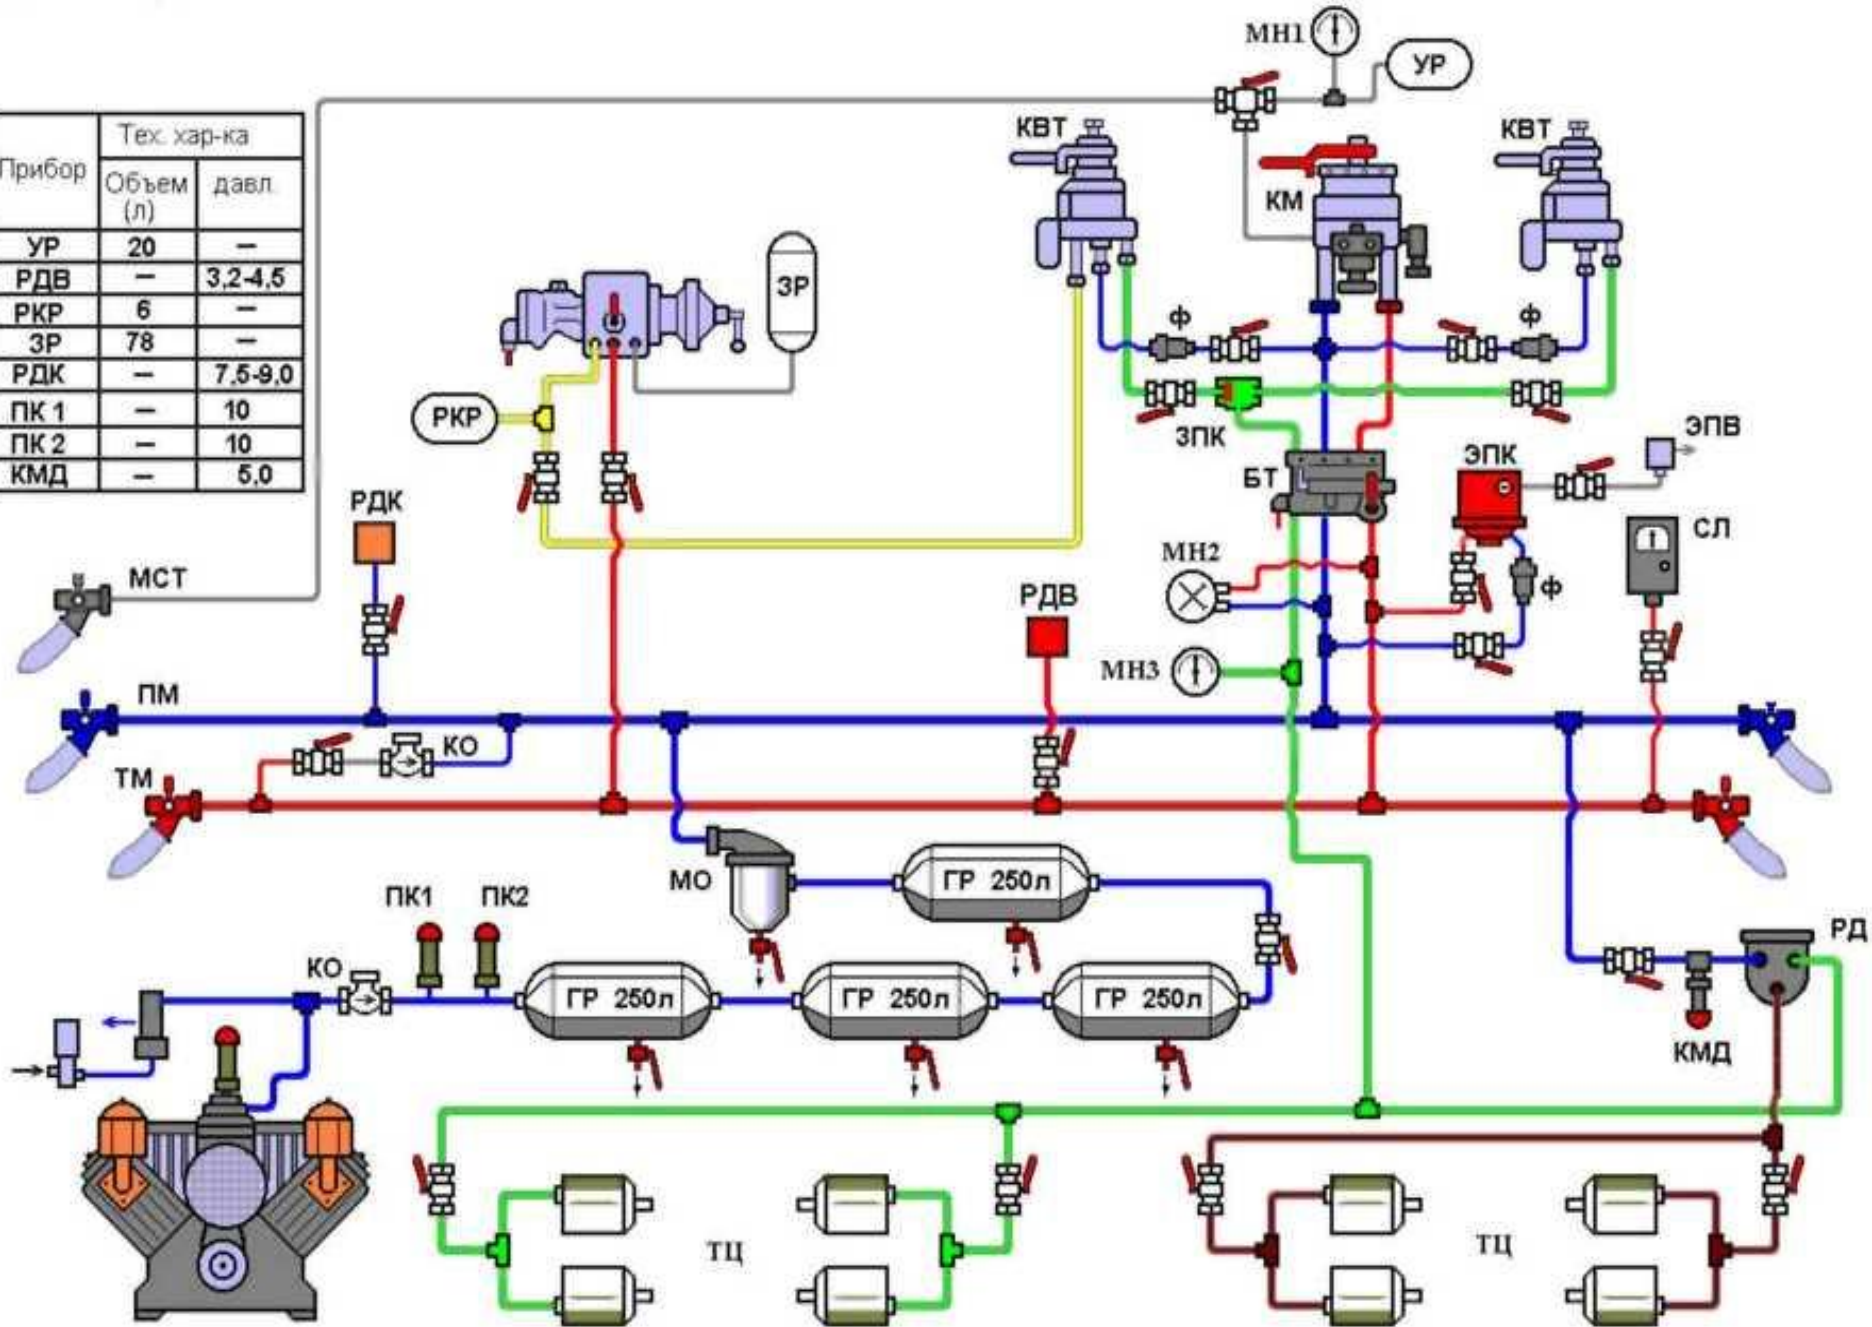 МН1
УР
Прибор
Тех. хар-ка
Объем (л)
давл.
УР 20 –
РДВ – 3,2-4,5
РКР 6 –
ЗР 78 –
РДК – 7,5-9,0
ПК 1 – 10
ПК 2 – 10
КМД – 5,0
КВТ
КМ
КВТ
ЗР
ф
ф
РКР
ЗПК
ЭПВ
ЭПК
БТ
РДК
СЛ
МН2
ф
МСТ
РДВ
МН3
ПМ
КО
ТМ
МО
ГР 250л
ПК1
ПК2
РД
КО
ГР 250л
ГР 250л
ГР 250л
КМД
ТЦ
ТЦ